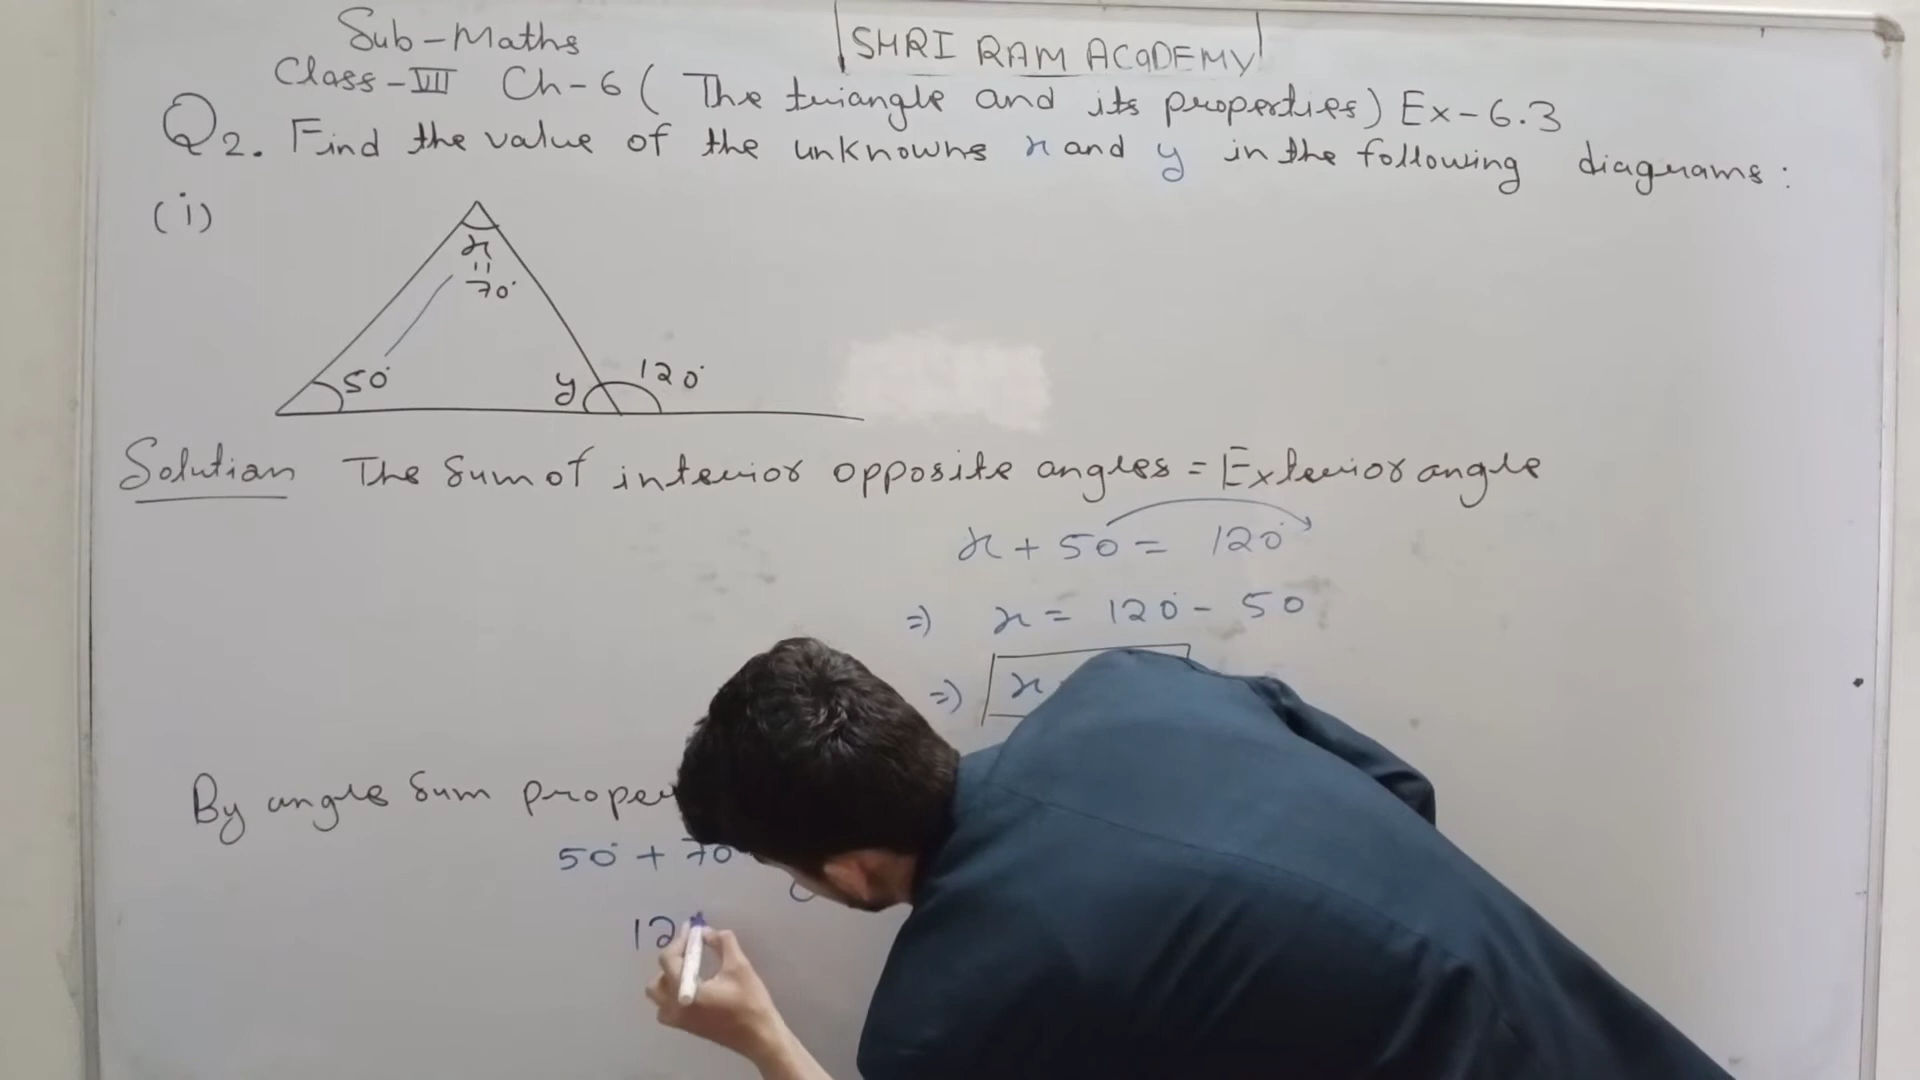 Sub-Maths
SHRI RAM ACADEMY
Class-VII Ch-6 ( The triangle and its properties) Ex-6.3
Q2. Find the value of the unknowns x and y in the following diagrams:
(i)
x
=
70°
50°
y
120°
Solution The Sum of interior opposite angles = Exterior angle
x + 50 = 120°
=) x = 120° - 50
=) x
By angle Sum
50° + 70°
12